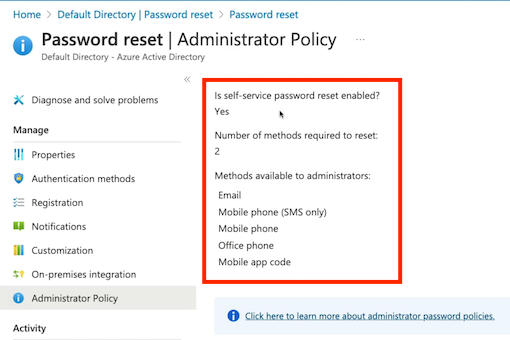 Home > Default Directory | Password reset > Password reset
Password reset | Administrator Policy ...
Default Directory - Azure Active Directory
«
Diagnose and solve problems
Manage
Properties
Authentication methods
Registration
Notifications
Customization
On-premises integration
Administrator Policy
Activity
Is self-service password reset enabled?
Yes
Number of methods required to reset:
2
Methods available to administrators:
Email
Mobile phone (SMS only)
Mobile phone
Office phone
Mobile app code
Click here to learn more about administrator password policies.